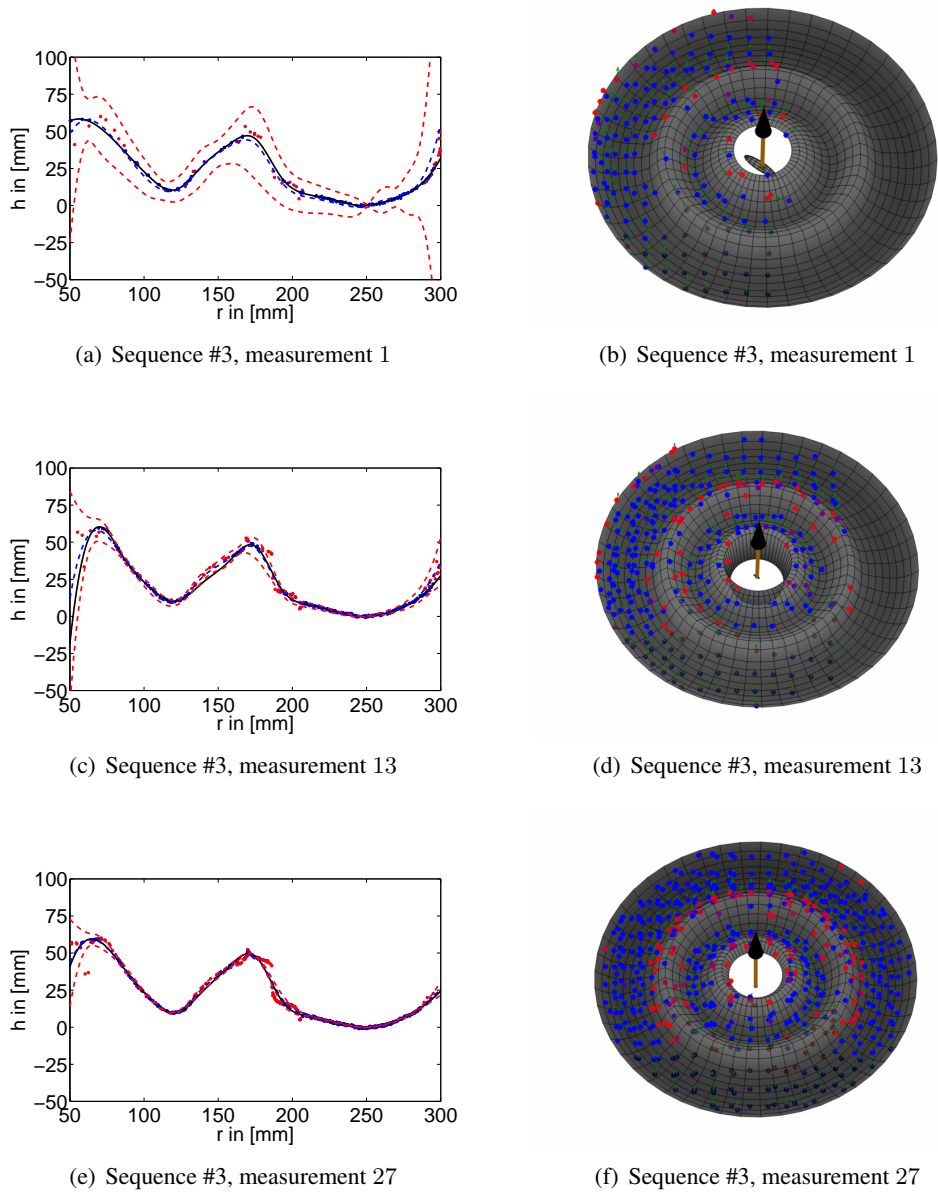 100
75
50
25
0
−25
−50
h in [mm]
50 100 150 200 250 300
r in [mm]
(a) Sequence #3, measurement 1
(b) Sequence #3, measurement 1
100
75
50
25
0
−25
−50
h in [mm]
50 100 150 200 250 300
r in [mm]
(c) Sequence #3, measurement 13
(d) Sequence #3, measurement 13
100
75
50
25
0
−25
−50
h in [mm]
50 100 150 200 250 300
r in [mm]
(e) Sequence #3, measurement 27
(f) Sequence #3, measurement 27